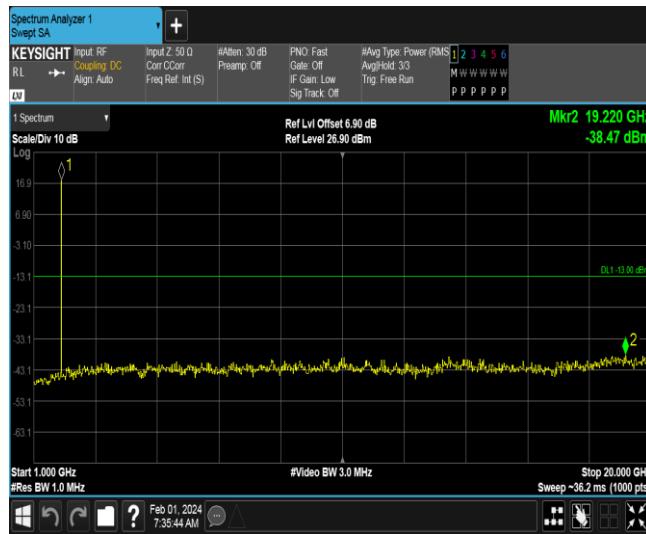 Spectrum Analyzer 1
Swept SA
+
KEYSIGHT
RL
LXI
Input: RF
Coupling: DC
Align: Auto
Input Z: 50 Ω
Corr CCorr
Freq Ref: Int (S)
#Atten: 30 dB
Preamp: Off
PNO: Fast
Gate: Off
IF Gain: Low
Sig Track: Off
#Avg Type: Power (RMS
Avg|Hold: 3/3
Trig: Free Run
1 2 3 4 5 6
M W W W W W
P P P P P P
1 Spectrum
Scale/Div 10 dB
Log
Ref Lvl Offset 6.90 dB
Ref Level 26.90 dBm
Mkr2 19.220 GHz
-38.47 dBm
1
16.9
6.90
-3.10
-13.1
DL1 -13.00 dBm
-23.1
-33.1
2
-43.1
-53.1
-63.1
Start 1.000 GHz
#Res BW 1.0 MHz
#Video BW 3.0 MHz
Stop 20.000 GH
Sweep ~36.2 ms (1000 pts
?
Feb 01, 2024
7:35:44 AM